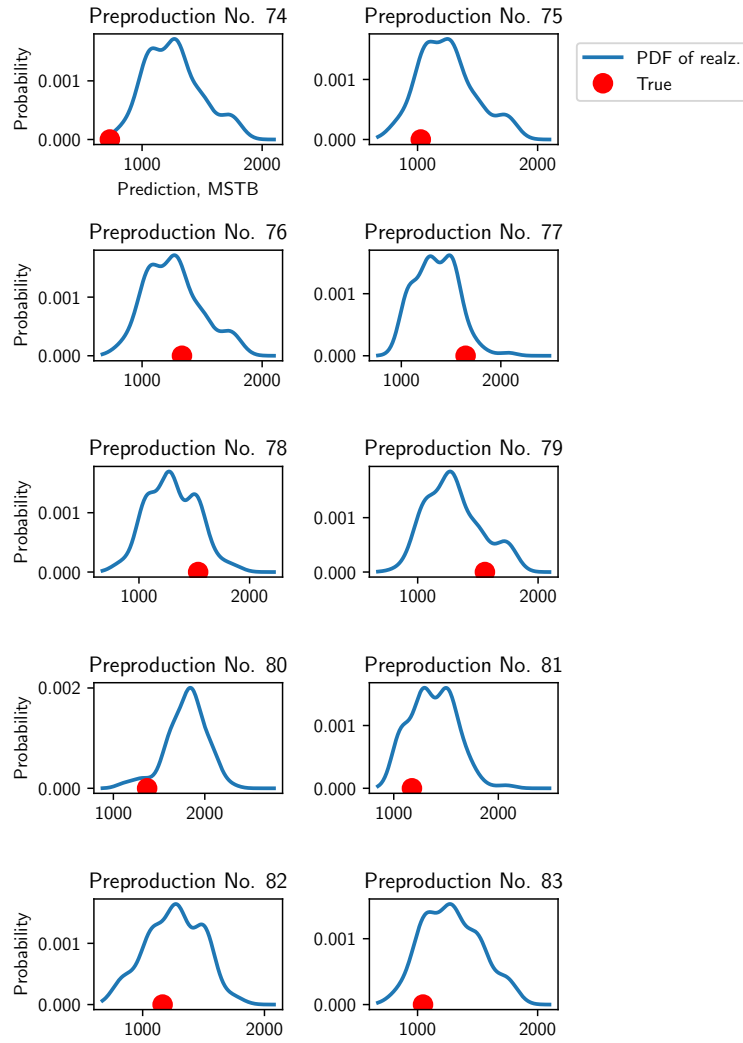 Preproduction No. 74
Preproduction No. 75
PDF of realz.
True
Probability
0.001
0.000
1000
2000
Prediction, MSTB
0.001
0.000
1000
2000
Preproduction No. 76
Preproduction No. 77
Probability
0.001
0.000
1000
2000
0.001
0.000
1000
2000
Preproduction No. 78
Preproduction No. 79
Probability
0.001
0.000
1000
2000
0.001
0.000
1000
2000
Preproduction No. 80
Preproduction No. 81
Probability
0.002
0.000
1000
2000
0.001
0.000
1000
2000
Preproduction No. 82
Preproduction No. 83
Probability
0.001
0.000
1000
2000
0.001
0.000
1000
2000